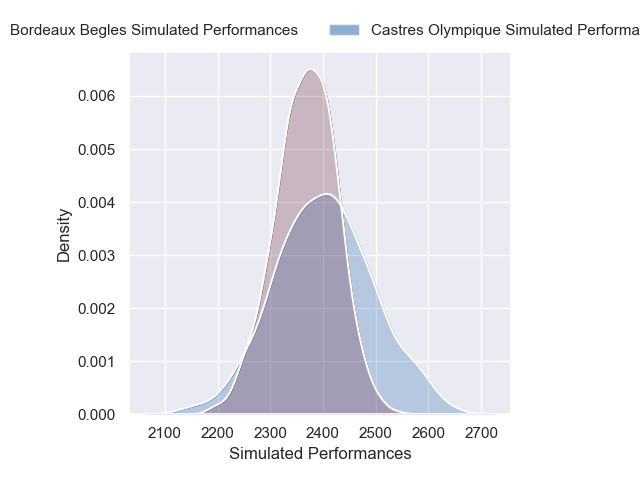 Bordeaux Begles Simulated Performances Castres Olympique Simulated Performa
0.006
0.005
0.004
0.003
0.002
0.001
0.000
Density
2100 2200 2300 2400 2500 2600 2700
Simulated Performances